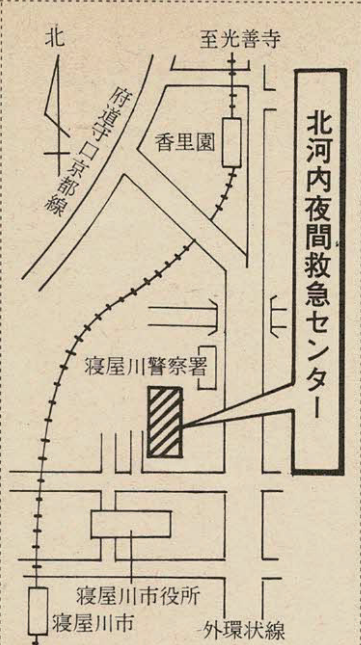 北
至光善寺
香里園
府道守口京都線
北河内夜間救急センター
寝屋川警察署
寝屋川市役所
寝屋川市
外環状線